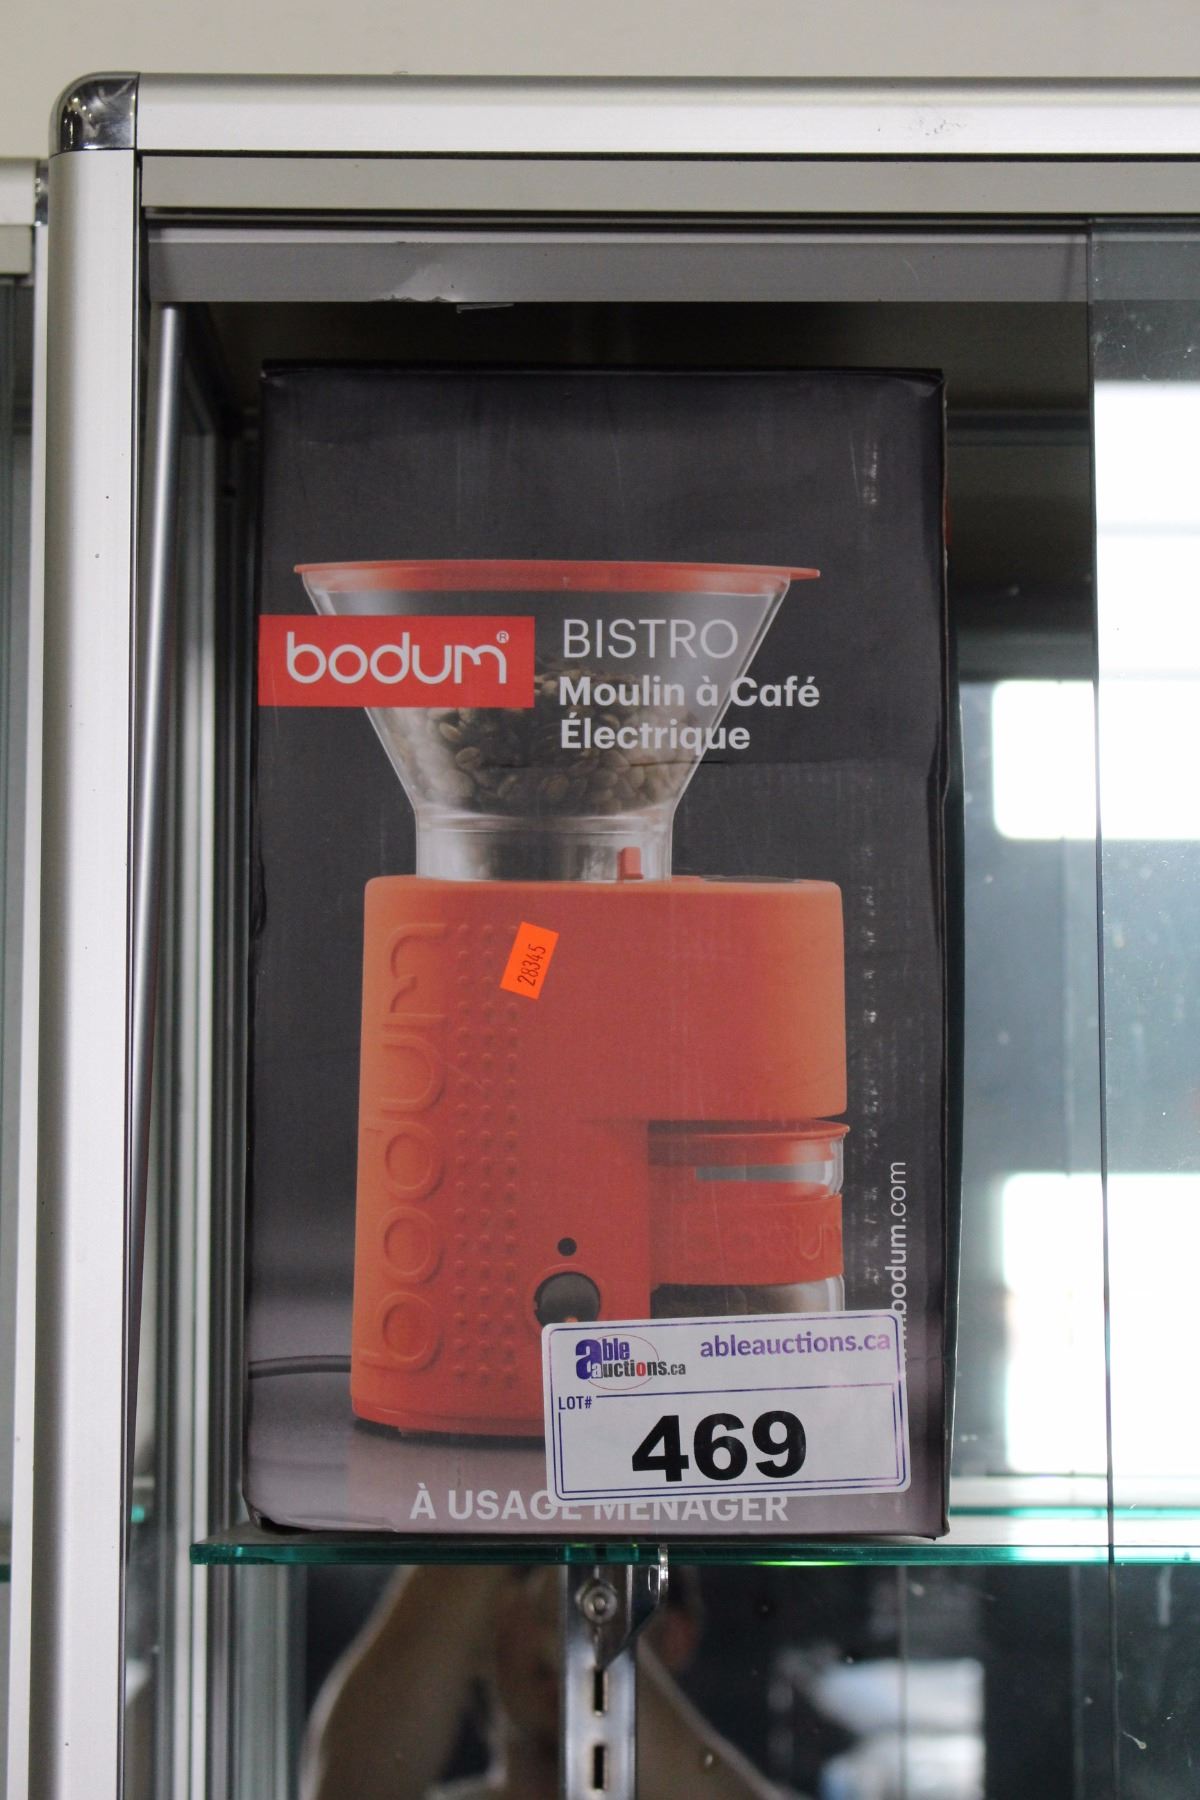 bodum®
BISTRO
Moulin à Café
Électrique
28345
bodum
bodum
bodum.com
able auctions.ca
ableauctions.ca
LOT#
469
À USAGE MÉNAGER